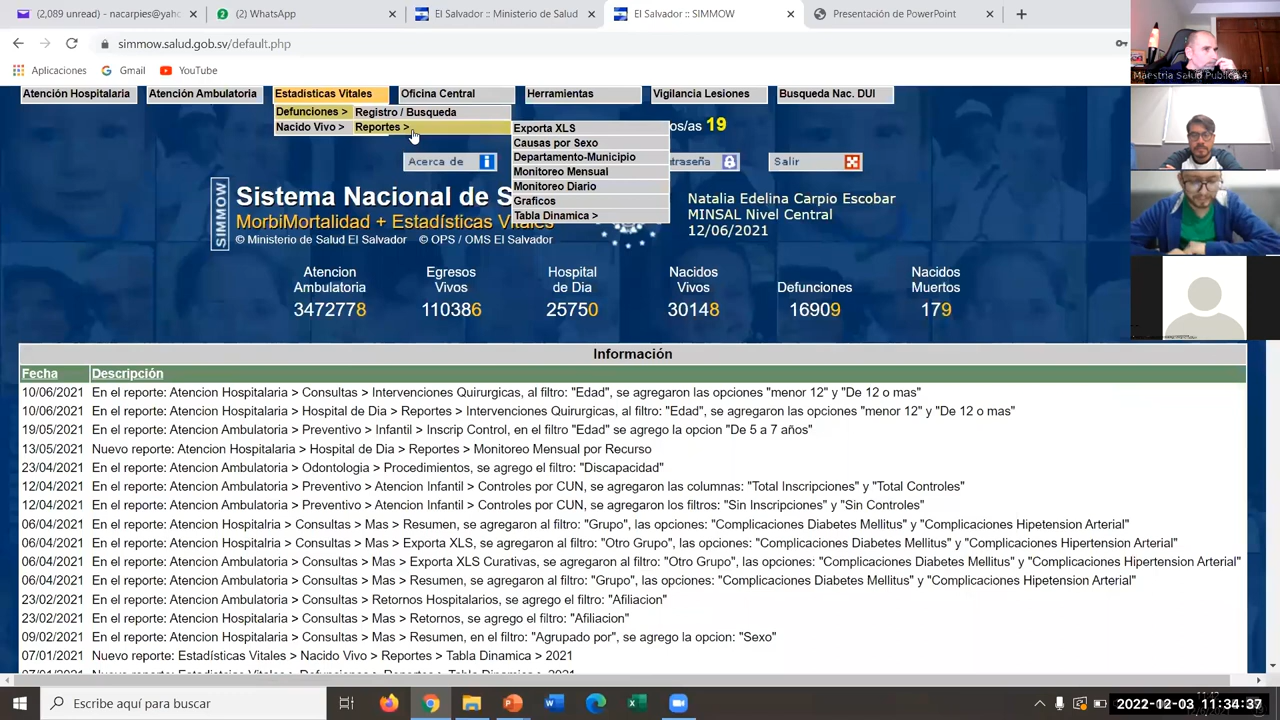 (2,089 unread) - nacarpies@yaho
(2) WhatsApp
El Salvador :: Ministerio de Salud
El Salvador :: SIMMOW
Presentación de PowerPoint
simmow.salud.gob.sv/default.php
Aplicaciones
Gmail
YouTube
Maestria Salud Publica 4
Atención Hospitalaria
Atención Ambulatoria
Estadísticas Vitales
Oficina Central
Herramientas
Vigilancia Lesiones
Busqueda Nac. DUI
Defunciones >
Registro / Busqueda
Nacido Vivo >
Reportes >
Exporta XLS
os/as 19
Causas por Sexo
Departamento-Municipio
Monitoreo Mensual
Monitoreo Diario
Graficos
Tabla Dinamica >
Acerca de
traseña
Salir
SIMMOW
Sistema Nacional de S
MorbiMortalidad + Estadísticas Vitales
© Ministerio de Salud El Salvador © OPS / OMS El Salvador
Natalia Edelina Carpio Escobar
MINSAL Nivel Central
12/06/2021
Atencion Ambulatoria
3472778
Egresos Vivos
110386
Hospital de Dia
25750
Nacidos Vivos
30148
Defunciones
16909
Nacidos Muertos
179
Información
Fecha Descripción
10/06/2021 En el reporte: Atencion Hospitalaria > Consultas > Intervenciones Quirurgicas, al filtro: "Edad", se agregaron las opciones "menor 12" y "De 12 o mas"
10/06/2021 En el reporte: Atencion Hospitalaria > Hospital de Dia > Reportes > Intervenciones Quirurgicas, al filtro: "Edad", se agregaron las opciones "menor 12" y "De 12 o mas"
19/05/2021 En el reporte: Atencion Ambulatoria > Preventivo > Infantil > Inscrip Control, en el filtro "Edad" se agrego la opcion "De 5 a 7 años"
13/05/2021 Nuevo reporte: Atencion Hospitalaria > Hospital de Dia > Reportes > Monitoreo Mensual por Recurso
23/04/2021 En el reporte: Atencion Ambulatoria > Odontologia > Procedimientos, se agrego el filtro: "Discapacidad"
12/04/2021 En el reporte: Atencion Ambulatoria > Preventivo > Atencion Infantil > Controles por CUN, se agregaron las columnas: "Total Inscripciones" y "Total Controles"
12/04/2021 En el reporte: Atencion Ambulatoria > Preventivo > Atencion Infantil > Controles por CUN, se agregaron los filtros: "Sin Inscripciones" y "Sin Controles"
06/04/2021 En el reporte: Atencion Hospitalria > Consultas > Mas > Resumen, se agregaron al filtro: "Grupo", las opciones: "Complicaciones Diabetes Mellitus" y "Complicaciones Hipetension Arterial"
06/04/2021 En el reporte: Atencion Hospitalaria > Consultas > Mas > Exporta XLS, se agregaron al filtro: "Otro Grupo", las opciones: "Complicaciones Diabetes Mellitus" y "Complicaciones Hipertension Arterial"
06/04/2021 En el reporte: Atencion Ambulatoria > Consultas > Mas > Exporta XLS Curativas, se agregaron al filtro: "Otro Grupo", las opciones: "Complicaciones Diabetes Mellitus" y "Complicaciones Hipertension Arterial"
06/04/2021 En el reporte: Atencion Ambulatoria > Consultas > Mas > Resumen, se agregaron al filtro: "Grupo", las opciones: "Complicaciones Diabetes Mellitus" y "Complicaciones Hipetension Arterial"
23/02/2021 En el reporte: Atencion Ambulatoria > Consultas > Retornos Hospitalarios, se agrego el filtro: "Afiliacion"
23/02/2021 En el reporte: Atencion Hospitalaria > Consultas > Mas > Retornos, se agrego el filtro: "Afiliacion"
09/02/2021 En el reporte: Atencion Hospitalaria > Consultas > Mas > Resumen, en el filtro: "Agrupado por", se agrego la opcion: "Sexo"
07/01/2021 Nuevo reporte: Estadísticas Vitales > Nacido Vivo > Reportes > Tabla Dinamica > 2021
Escribe aquí para buscar
2022-12-03 11:34:37